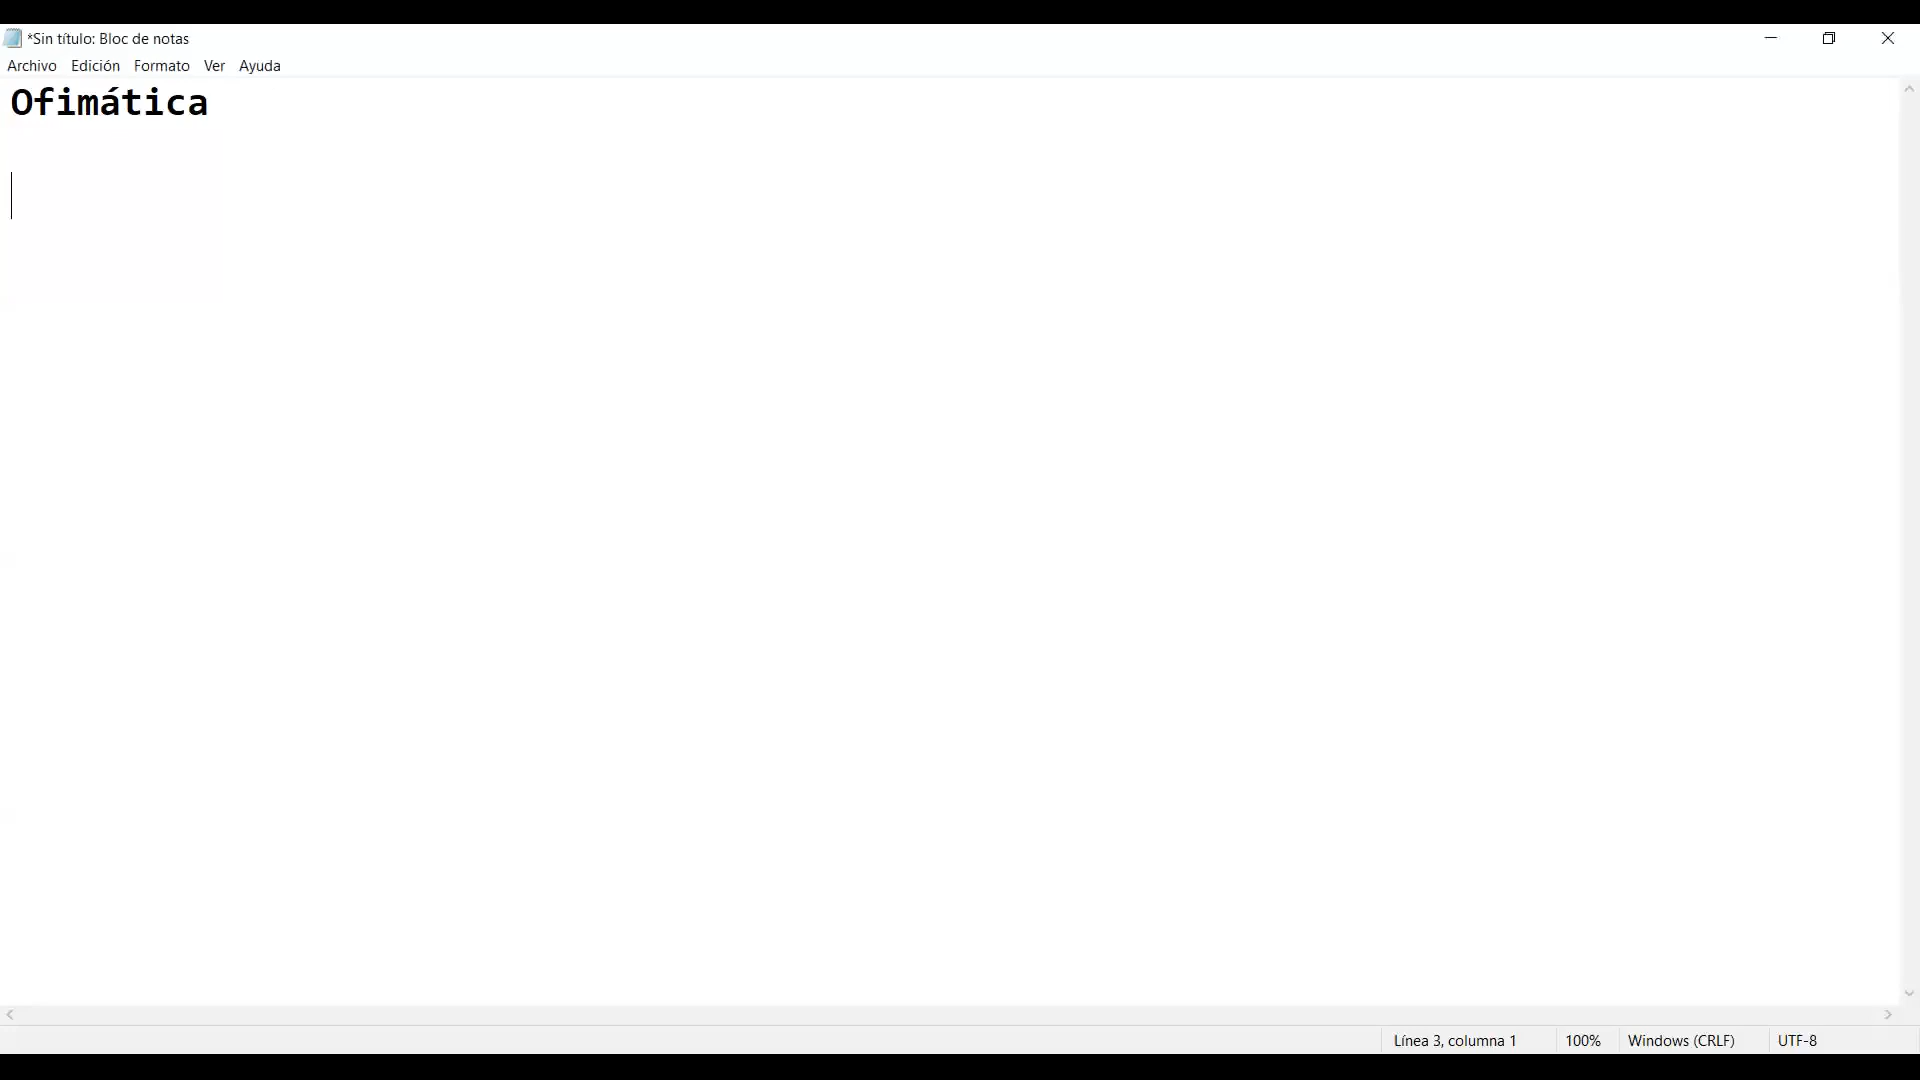 *Sin título: Bloc de notas
Archivo Edición Formato Ver Ayuda
Ofimática
Línea 3, columna 1 100% Windows (CRLF) UTF-8